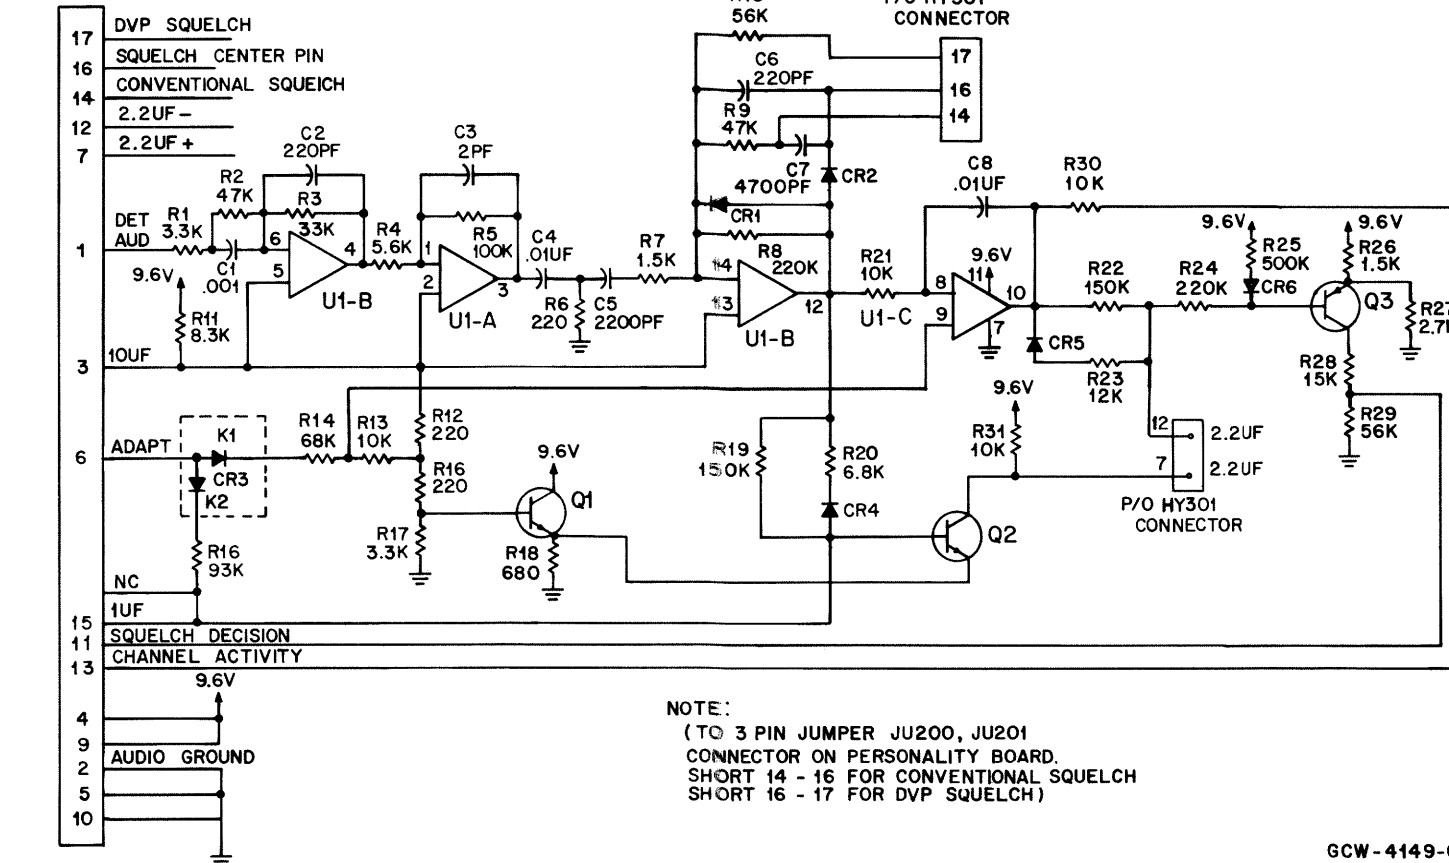 56K
CONNECTOR
17 DVP SQUELCH
16 SQUELCH CENTER PIN
14 CONVENTIONAL SQUEICH
12 2.2UF-
7 2.2UF+
C2
220PF
C3
2PF
C6
220PF
17
16
14
R9
47K
C7
4700PF
CR2
CR1
R2
47K
R3
33K
DET
AUD
1
R1
3.3K
C1
.001
6
5
4
U1-B
R4
5.6K
R5
100K
1
2
3
U1-A
C4
.01UF
R6
220
C5
2200PF
R7
1.5K
R8
220K
14
13
12
U1-B
R21
10K
U1-C
C8
.01UF
R30
10K
9.6V
11
8
9
10
7
R22
150K
R24
220K
9.6V
R25
500K
CR6
9.6V
R26
1.5K
Q3
R27
R28
15K
R29
56K
CR5
R23
12K
9.6V
R11
8.3K
3 10UF
6 ADAPT
K1
CR3
K2
R14
68K
R13
10K
R12
220
R16
220
R17
3.3K
9.6V
Q1
R18
680
R16
93K
R19
150K
R20
6.8K
CR4
9.6V
R31
10K
Q2
12 2.2UF
7 2.2UF
P/O HY301
CONNECTOR
NC
1UF
15
11 SQUELCH DECISION
13 CHANNEL ACTIVITY
9.6V
4
9
2 AUDIO GROUND
5
10
NOTE:
(TO 3 PIN JUMPER JU200, JU201
CONNECTOR ON PERSONALITY BOARD.
SHORT 14 - 16 FOR CONVENTIONAL SQUELCH
SHORT 16 - 17 FOR DVP SQUELCH)
GCW-4149-